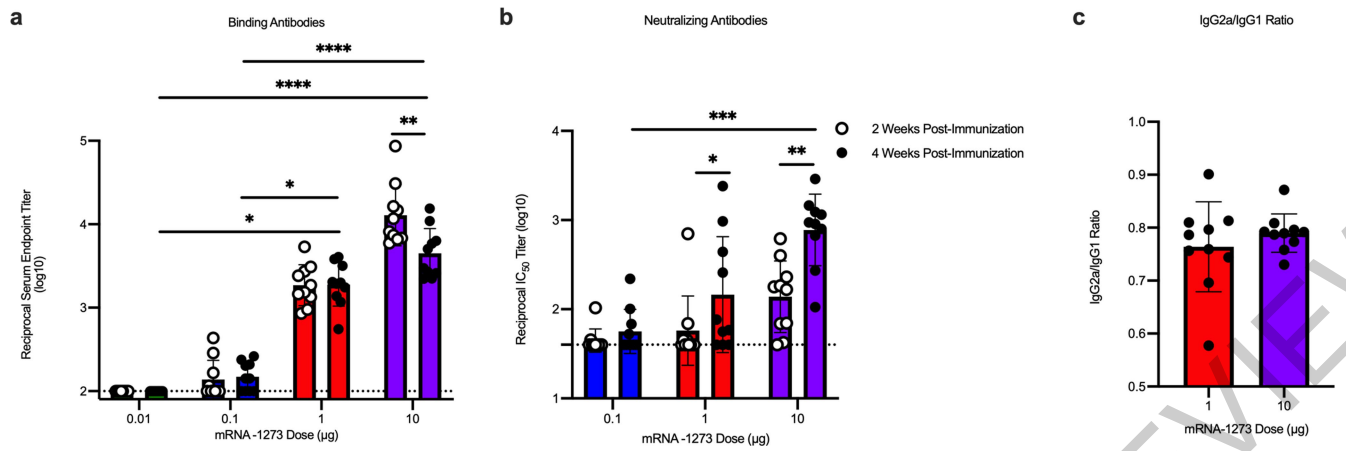 a
Binding Antibodies
****
****
**
*
*
5
4
3
2
Reciprocal Serum Endpoint Titer
(log10)
0.01 0.1 1 10
mRNA-1273 Dose (µg)
b
Neutralizing Antibodies
***
*
**
4
3
2
1
Reciprocal IC50 Titer (log10)
0.1 1 10
mRNA-1273 Dose (µg)
2 Weeks Post-Immunization
4 Weeks Post-Immunization
c
IgG2a/IgG1 Ratio
1.0
0.9
0.8
0.7
0.6
0.5
IgG2a/IgG1 Ratio
1 10
mRNA-1273 Dose (µg)